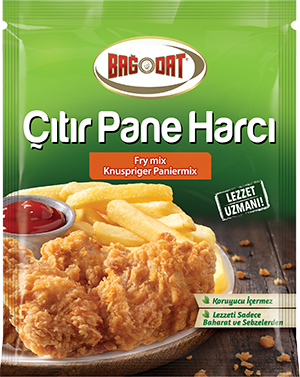 BAĞDAT
Çıtır Pane Harcı
Fry mix
Knuspriger Paniermix
LEZZET
UZMANI!
Koruyucu İçermez
Lezzeti Sadece
Baharat ve Sebzelerden